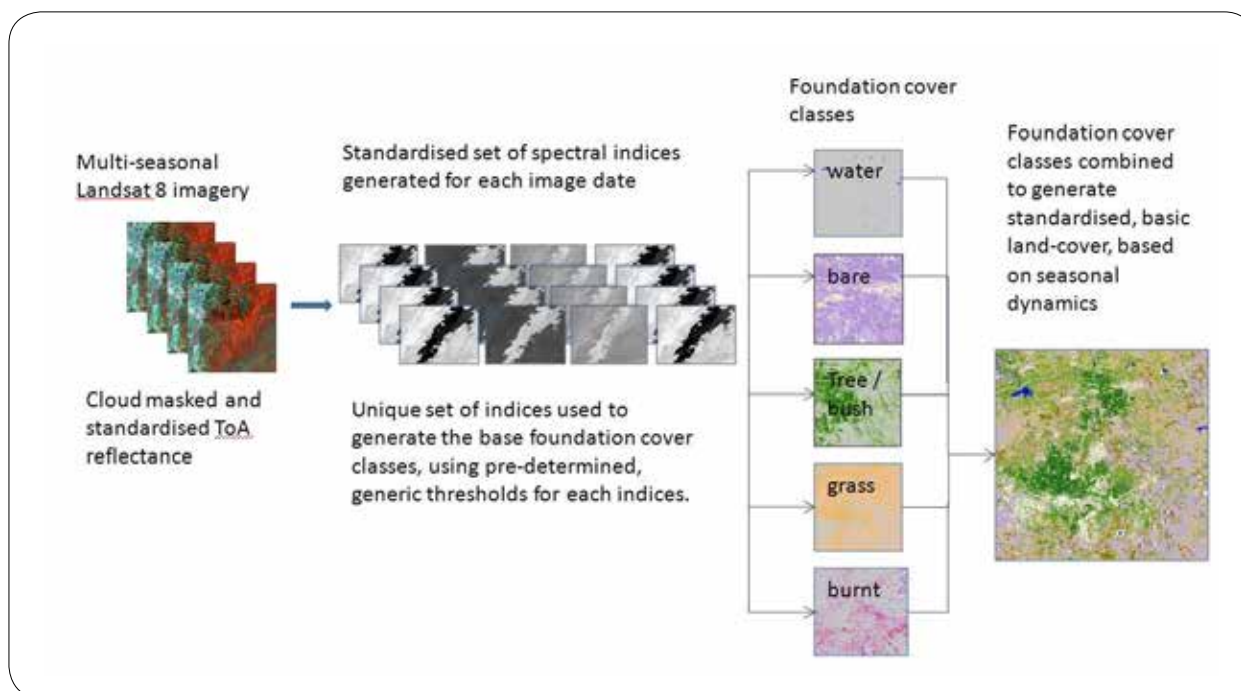 Multi-seasonal
Landsat 8 imagery
Cloud masked and
standardised ToA
reflectance
Standardised set of spectral indices
generated for each image date
Unique set of indices used to
generate the base foundation cover
classes, using pre-determined,
generic thresholds for each indices.
Foundation cover
classes
water
bare
Tree /
bush
grass
burnt
Foundation cover
classes combined
to generate
standardised, basic
land-cover, based
on seasonal
dynamics